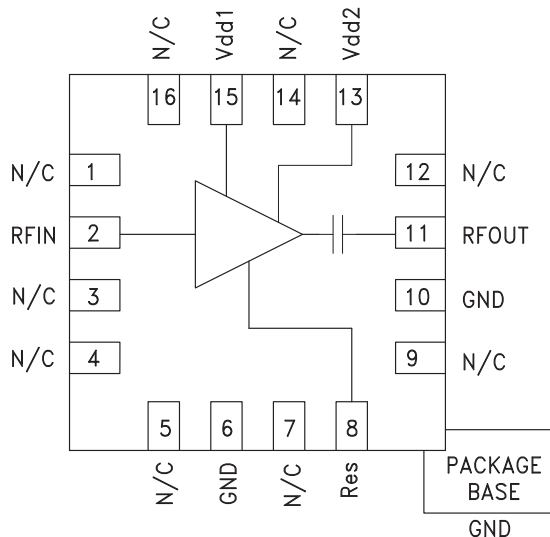 N/C
Vdd1
N/C
Vdd2
16
15
14
13
N/C 1
12 N/C
RFIN 2
11 RFOUT
N/C 3
10 GND
N/C 4
9 N/C
5
6
7
8
N/C
GND
N/C
Res
PACKAGE
BASE
GND